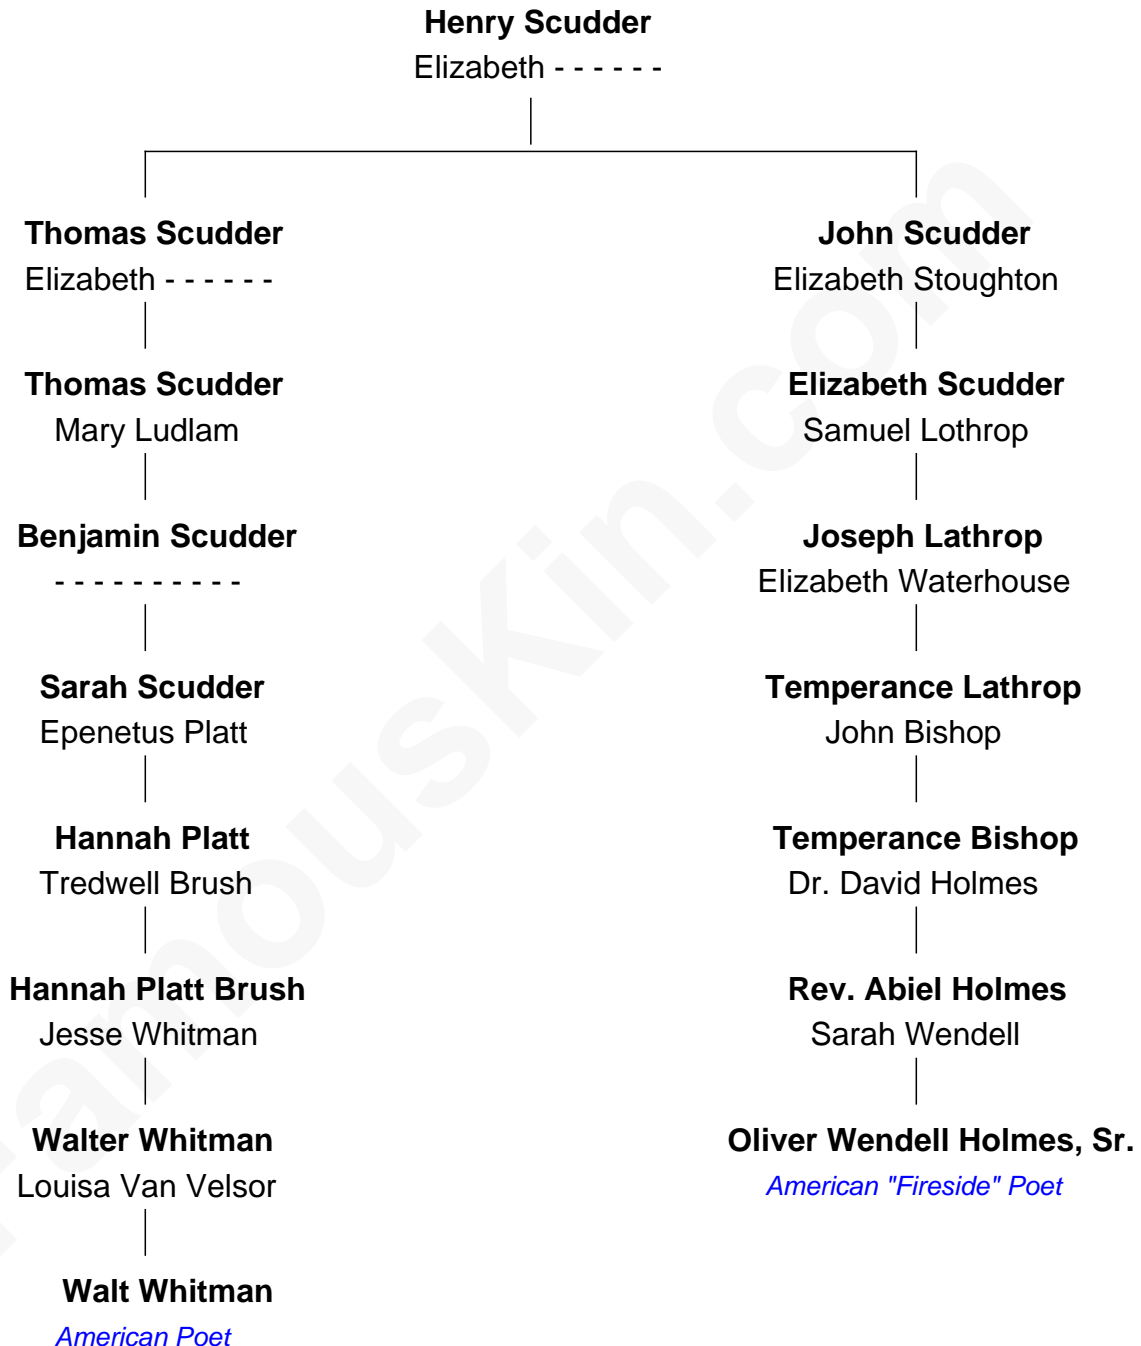 Henry Scudder
Elizabeth - - - - - -
Thomas Scudder
Elizabeth - - - - - -
John Scudder
Elizabeth Stoughton
Thomas Scudder
Mary Ludlam
Elizabeth Scudder
Samuel Lothrop
Benjamin Scudder
- - - - - - - - - -
Joseph Lathrop
Elizabeth Waterhouse
Sarah Scudder
Epenetus Platt
Temperance Lathrop
John Bishop
Hannah Platt
Tredwell Brush
Temperance Bishop
Dr. David Holmes
Hannah Platt Brush
Jesse Whitman
Rev. Abiel Holmes
Sarah Wendell
Walter Whitman
Louisa Van Velsor
Oliver Wendell Holmes, Sr.
American "Fireside" Poet
Walt Whitman
American Poet
FamousKin.com